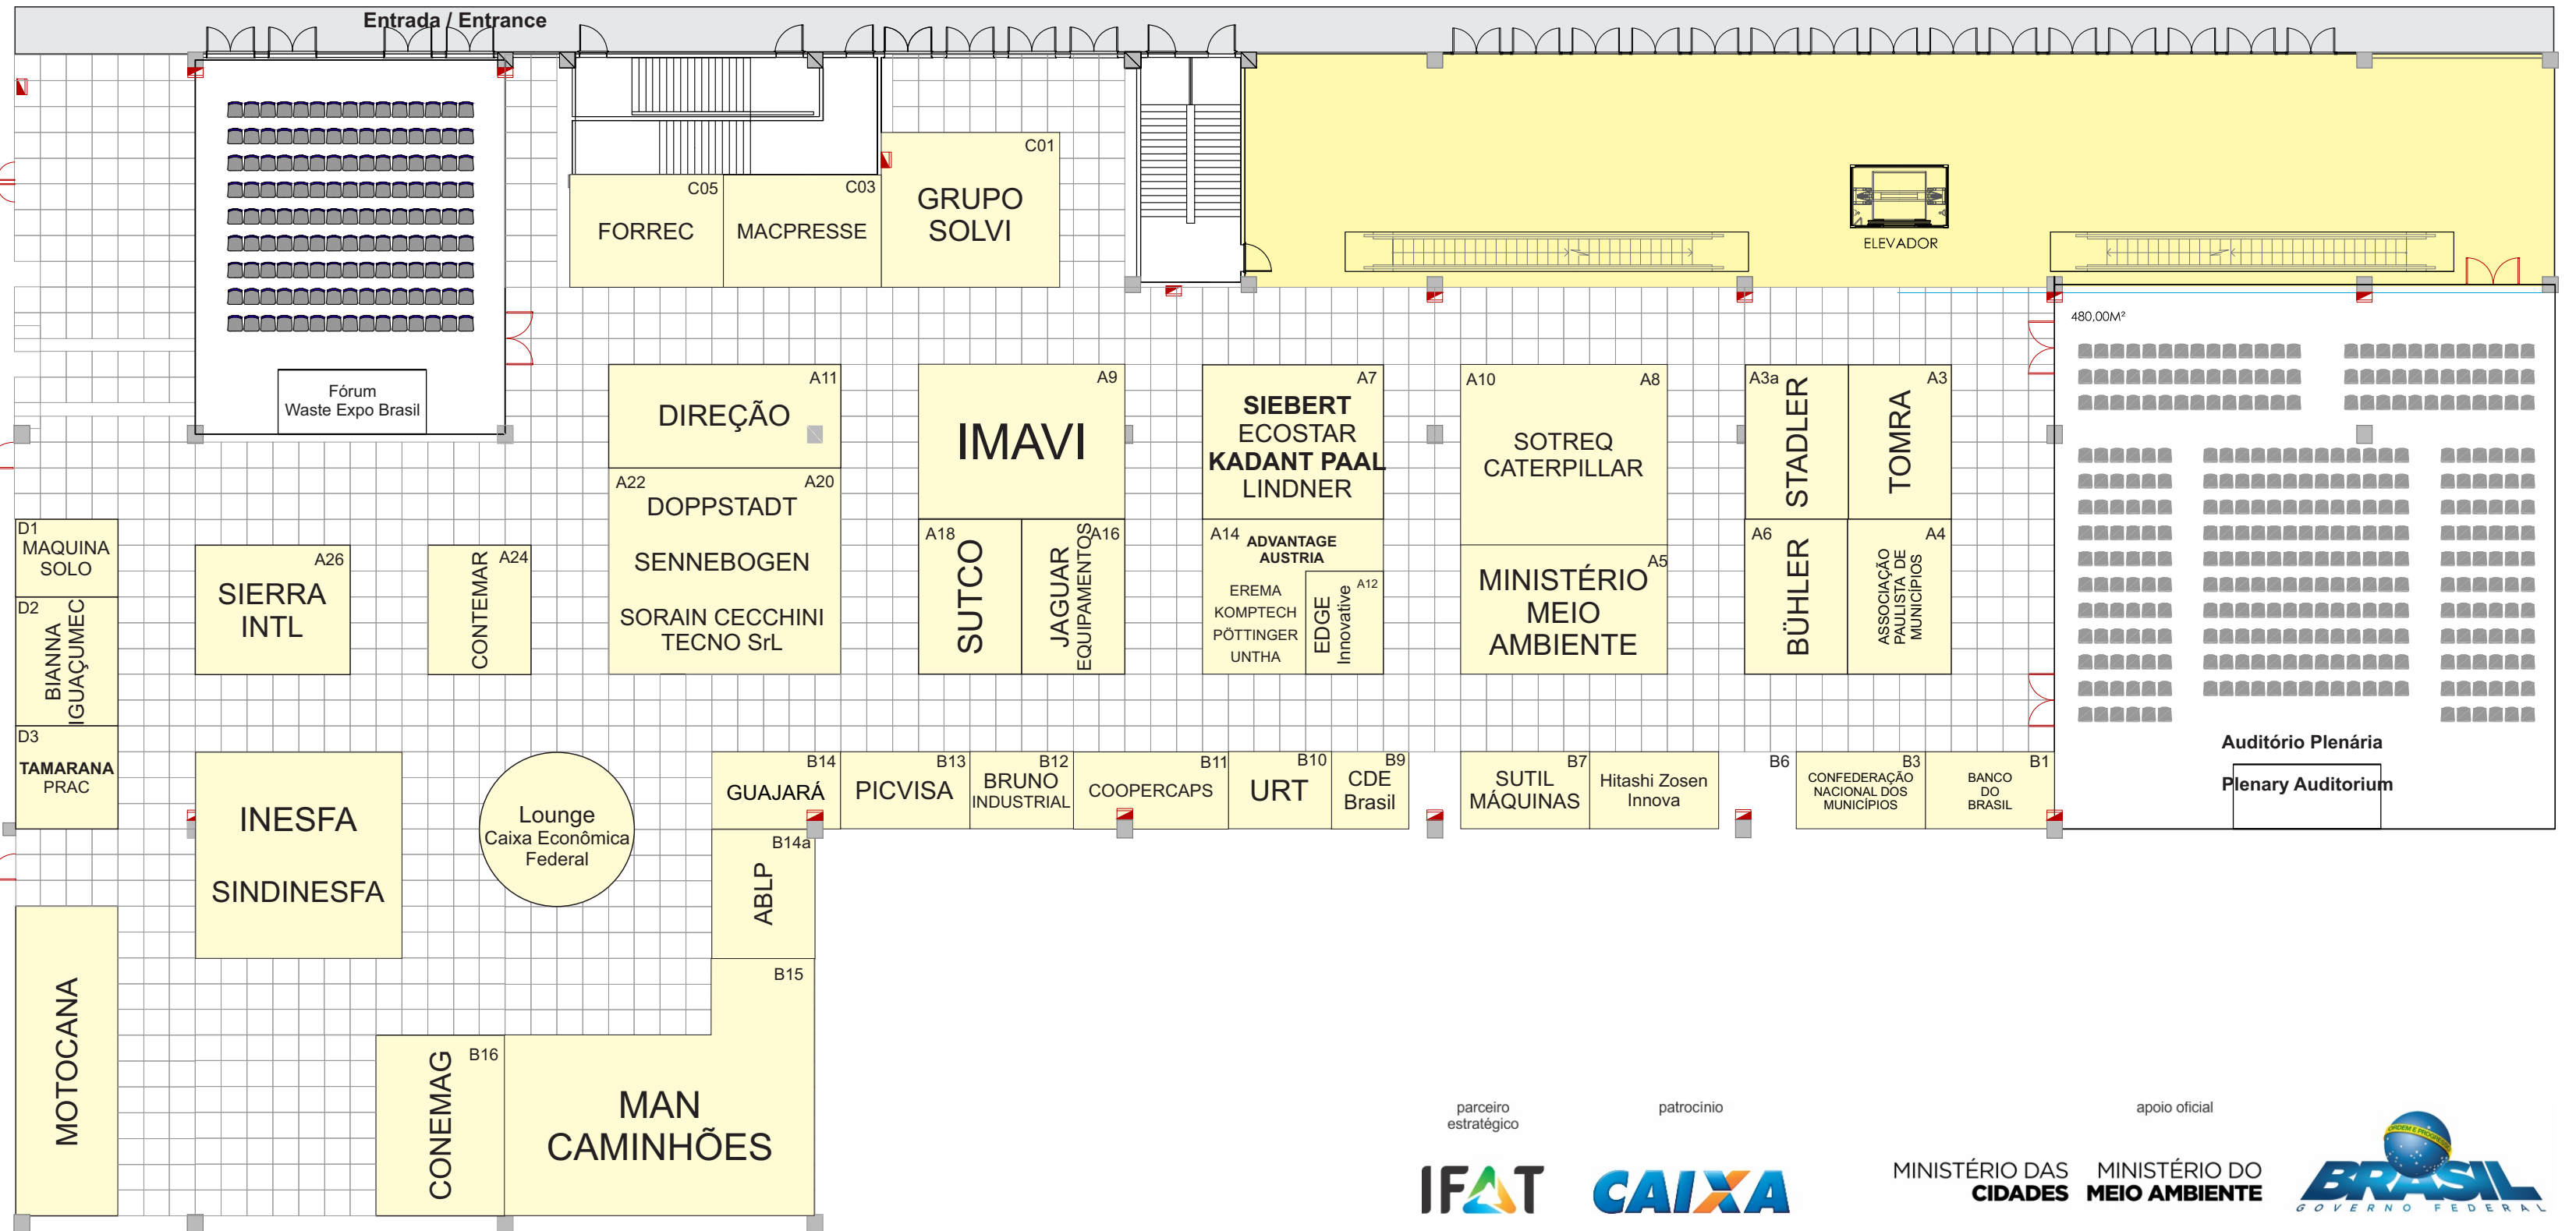 Entrada / Entrance
C01
GRUPO
SOLVI
C05
FORREC
C03
MACPRESSE
ELEVADOR
480,00M²
Fórum
Waste Expo Brasil
A11
DIREÇÃO
A9
IMAVI
A7
SIEBERT
ECOSTAR
KADANT PAAL
LINDNER
A10
A8
SOTREQ
CATERPILLAR
A3a
STADLER
A3
TOMRA
A22
A20
DOPPSTADT
SENNEBOGEN
SORAIN CECCHINI
TECNO SrL
D1
MAQUINA
SOLO
A26
SIERRA
INTL
A24
CONTEMAR
A18
SUTCO
A16
JAGUAR
EQUIPAMENTOS
A14
ADVANTAGE
AUSTRIA
EREMA
KOMPTECH
PÖTTINGER
UNTHA
A12
EDGE
Innovative
A5
MINISTÉRIO
MEIO
AMBIENTE
A6
BÜHLER
A4
ASSOCIAÇÃO
PAULISTA DE
MUNICÍPIOS
D2
BIANNA
IGUAÇUMEC
D3
TAMARANA
PRAC
INESFA
SINDINESFA
Lounge
Caixa Econômica
Federal
B14
GUAJARÁ
B13
PICVISA
B12
BRUNO
INDUSTRIAL
B11
COOPERCAPS
B10
URT
B9
CDE
Brasil
B7
SUTIL
MÁQUINAS
Hitashi Zosen
Innova
B6
B3
CONFEDERAÇÃO
NACIONAL DOS
MUNICÍPIOS
B1
BANCO
DO
BRASIL
Auditório Plenária
Plenary Auditorium
B14a
ABLP
B15
MAN
CAMINHÕES
B16
CONEMAG
MOTOCANA
parceiro
estratégico
IFAT
patrocinio
CAIXA
apoio oficial
MINISTÉRIO DAS
CIDADES
MINISTÉRIO DO
MEIO AMBIENTE
ORDEM E PROGRESSO
BRASIL
GOVERNO FEDERAL